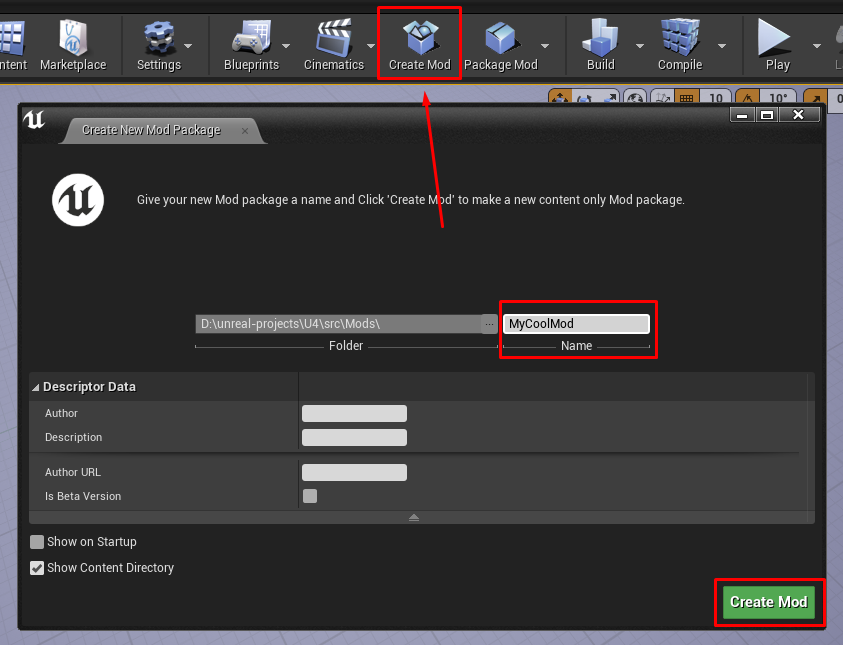 ntent Marketplace Settings Blueprints Cinematics Create Mod Package Mod Build Compile Play
10 10° 0
Create New Mod Package
Give your new Mod package a name and Click 'Create Mod' to make a new content only Mod package.
D:\unreal-projects\U4\src\Mods\ ... MyCoolMod
Folder Name
Descriptor Data
Author
Description
Author URL
Is Beta Version
Show on Startup
Show Content Directory
Create Mod